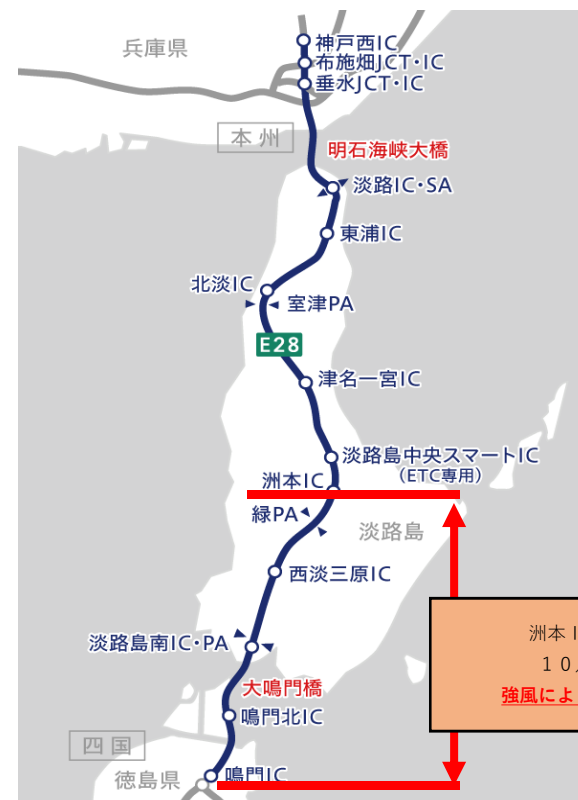 兵庫県
神戸西IC
布施畑JCT・IC
垂水JCT・IC
本州
明石海峡大橋
淡路IC・SA
東浦IC
北淡IC
室津PA
E28
津名一宮IC
淡路島中央スマートIC
(ETC専用)
洲本IC
緑PA
淡路島
西淡三原IC
洲本 I
１０
強風によ
淡路島南IC・PA
大鳴門橋
鳴門北IC
四国
鳴門IC
徳島県